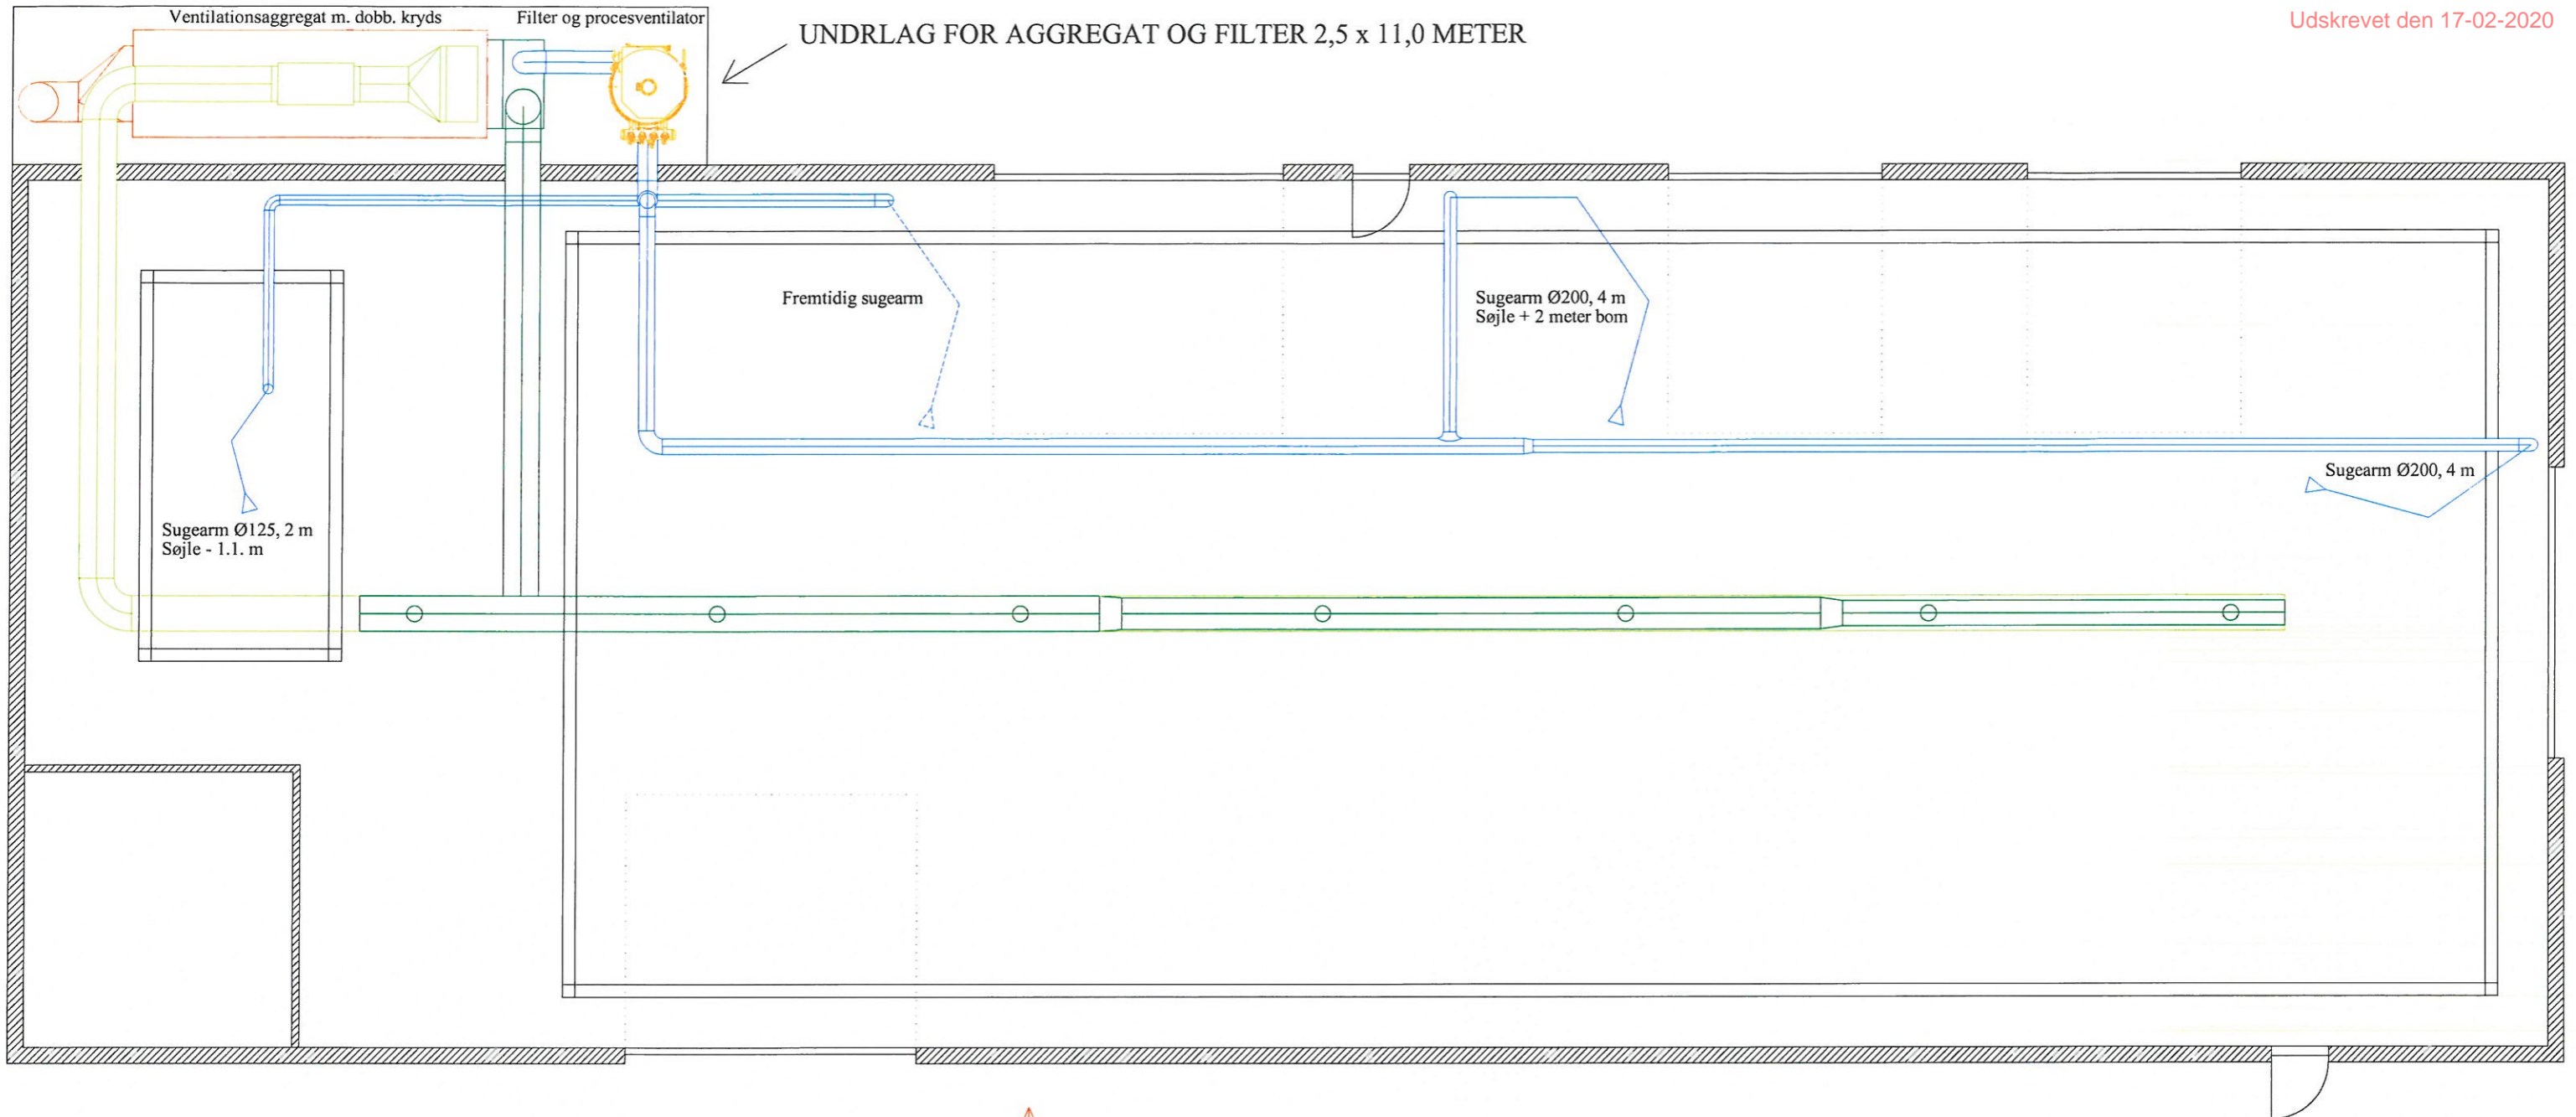 Ventilationsaggregat m. dobb. kryds
Filter og procesventilator
UNDRLAG FOR AGGREGAT OG FILTER 2,5 x 11,0 METER
Udskrevet den 17-02-2020
Fremtidig sugearm
Sugearm Ø200, 4 m
Søjle + 2 meter bom
Sugearm Ø200, 4 m
Sugearm Ø125, 2 m
Søjle - 1.1. m